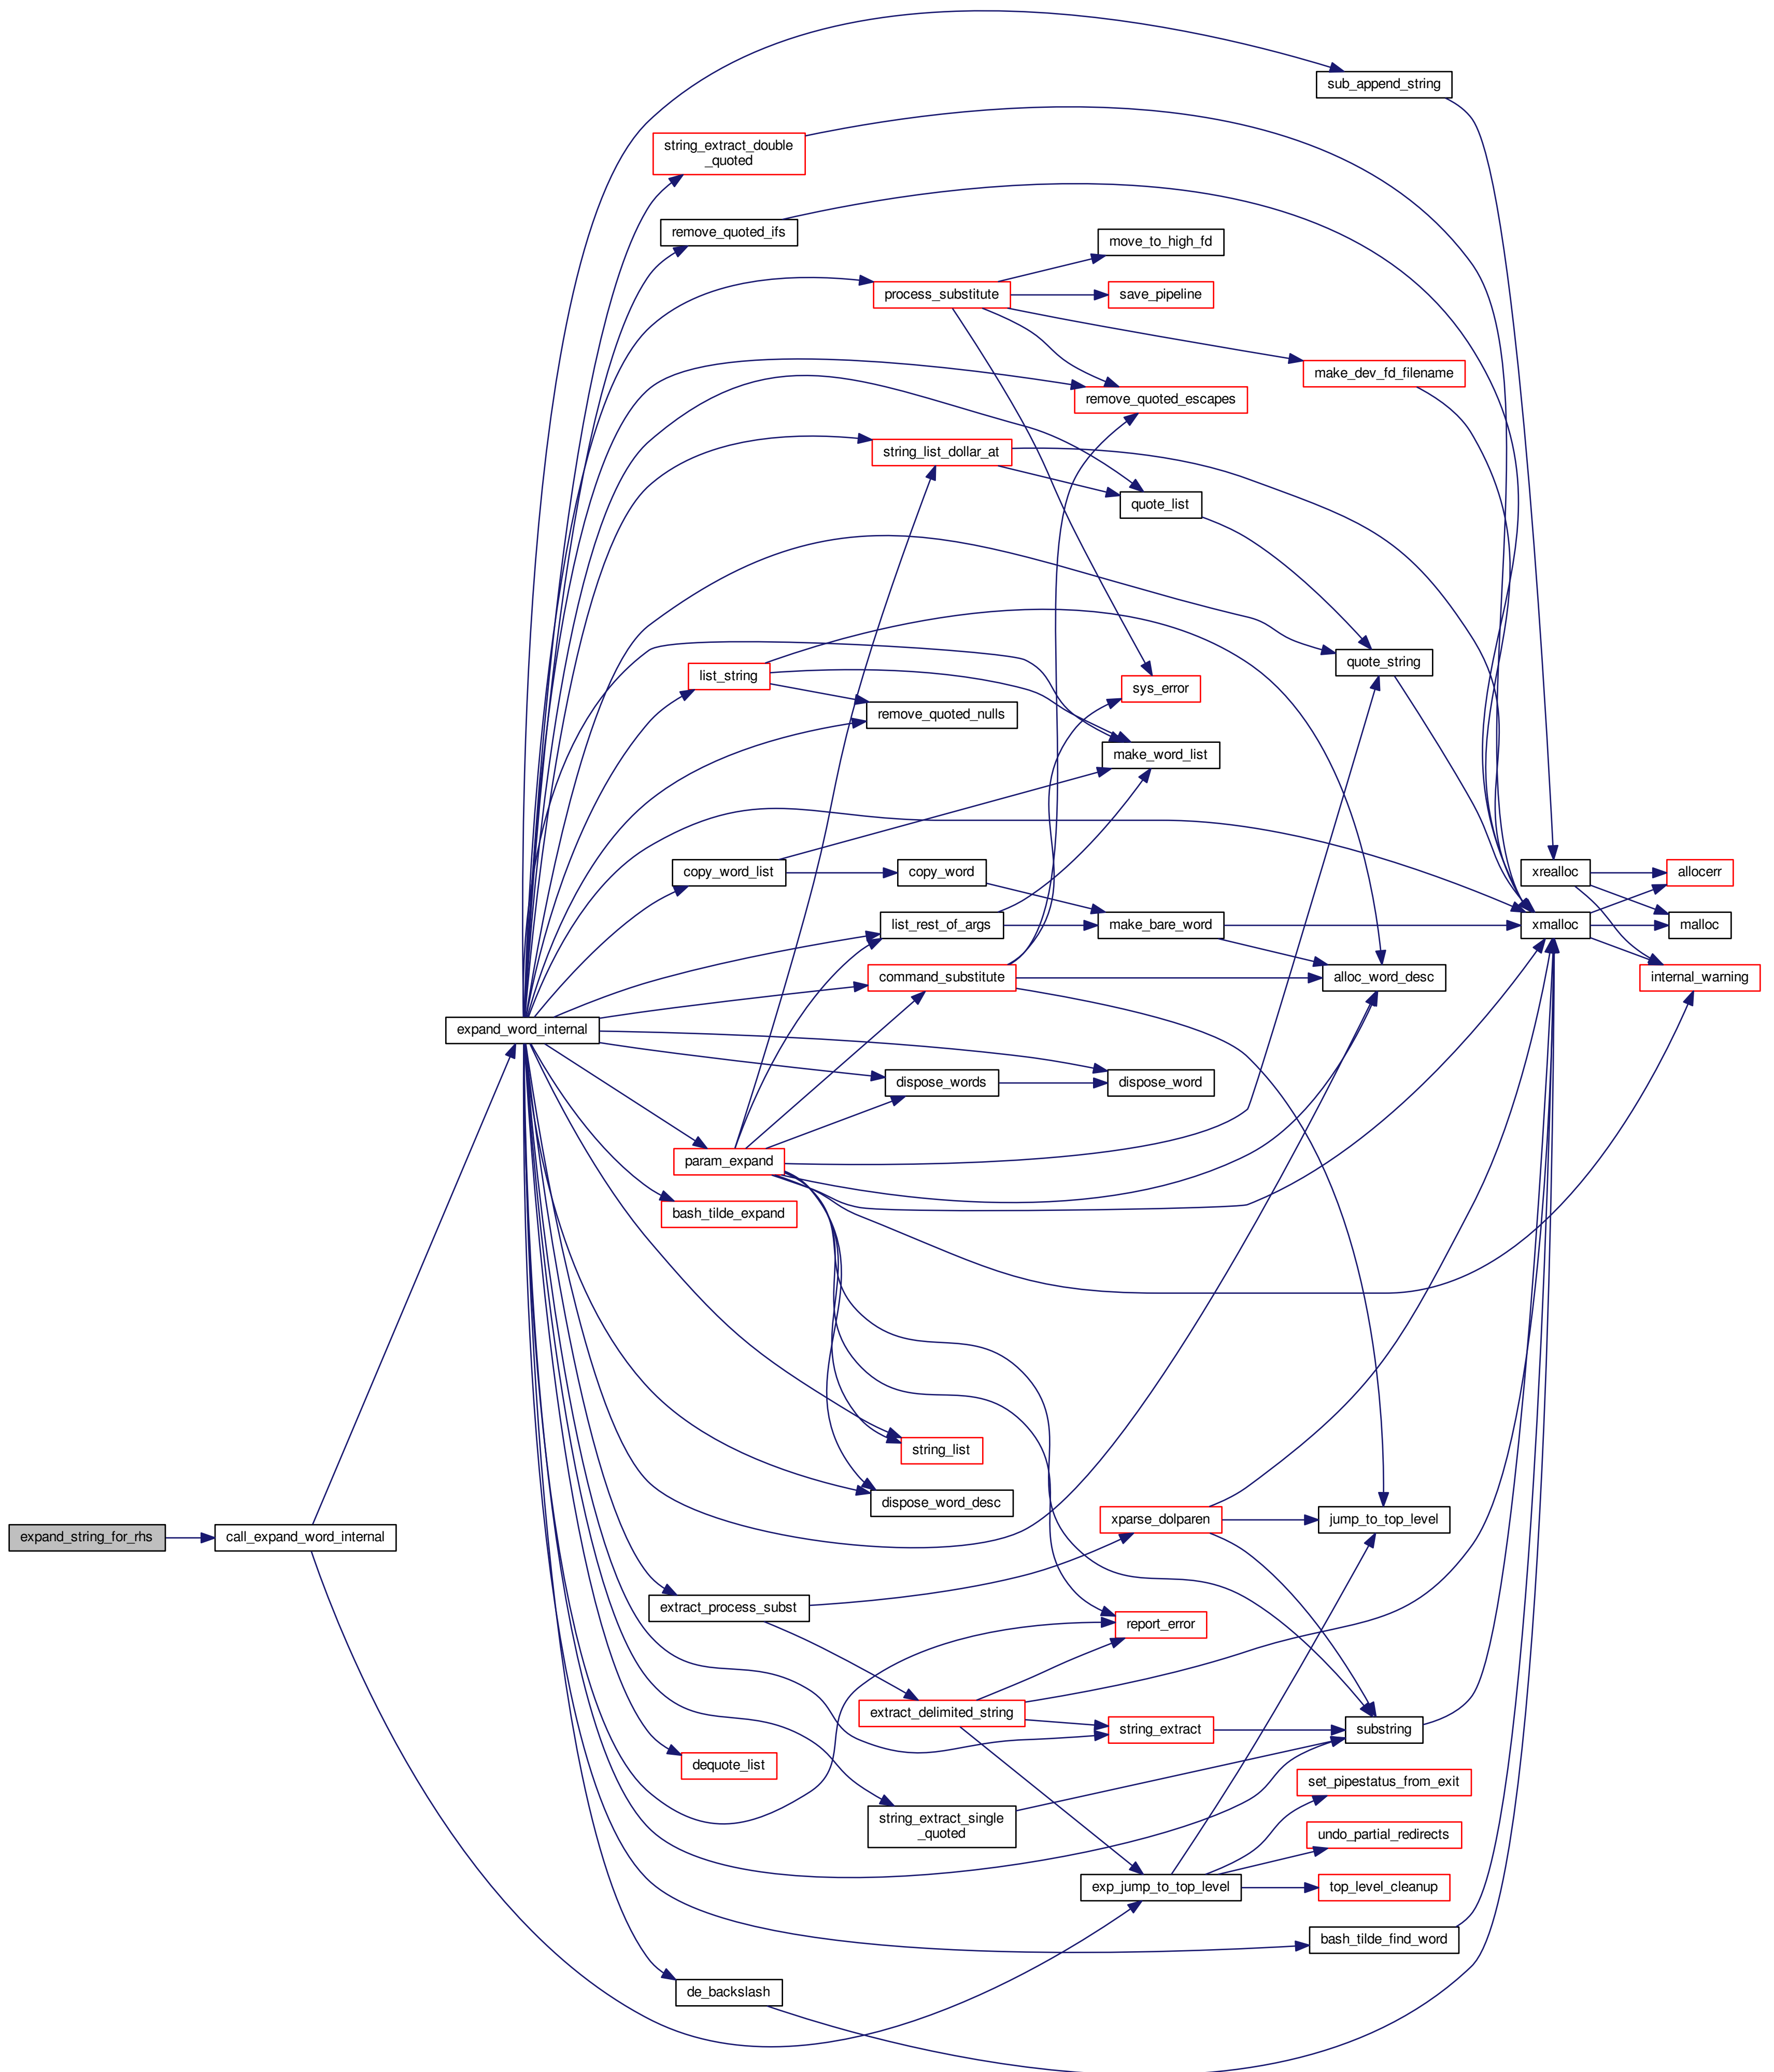 sub_append_string
string_extract_double
_quoted
remove_quoted_ifs
move_to_high_fd
process_substitute
save_pipeline
make_dev_fd_filename
remove_quoted_escapes
string_list_dollar_at
quote_list
quote_string
list_string
sys_error
remove_quoted_nulls
make_word_list
copy_word_list
copy_word
xrealloc
allocerr
list_rest_of_args
make_bare_word
xmalloc
malloc
command_substitute
alloc_word_desc
internal_warning
expand_word_internal
dispose_words
dispose_word
param_expand
bash_tilde_expand
string_list
dispose_word_desc
xparse_dolparen
jump_to_top_level
expand_string_for_rhs
call_expand_word_internal
extract_process_subst
report_error
extract_delimited_string
string_extract
substring
dequote_list
set_pipestatus_from_exit
string_extract_single
_quoted
undo_partial_redirects
exp_jump_to_top_level
top_level_cleanup
bash_tilde_find_word
de_backslash